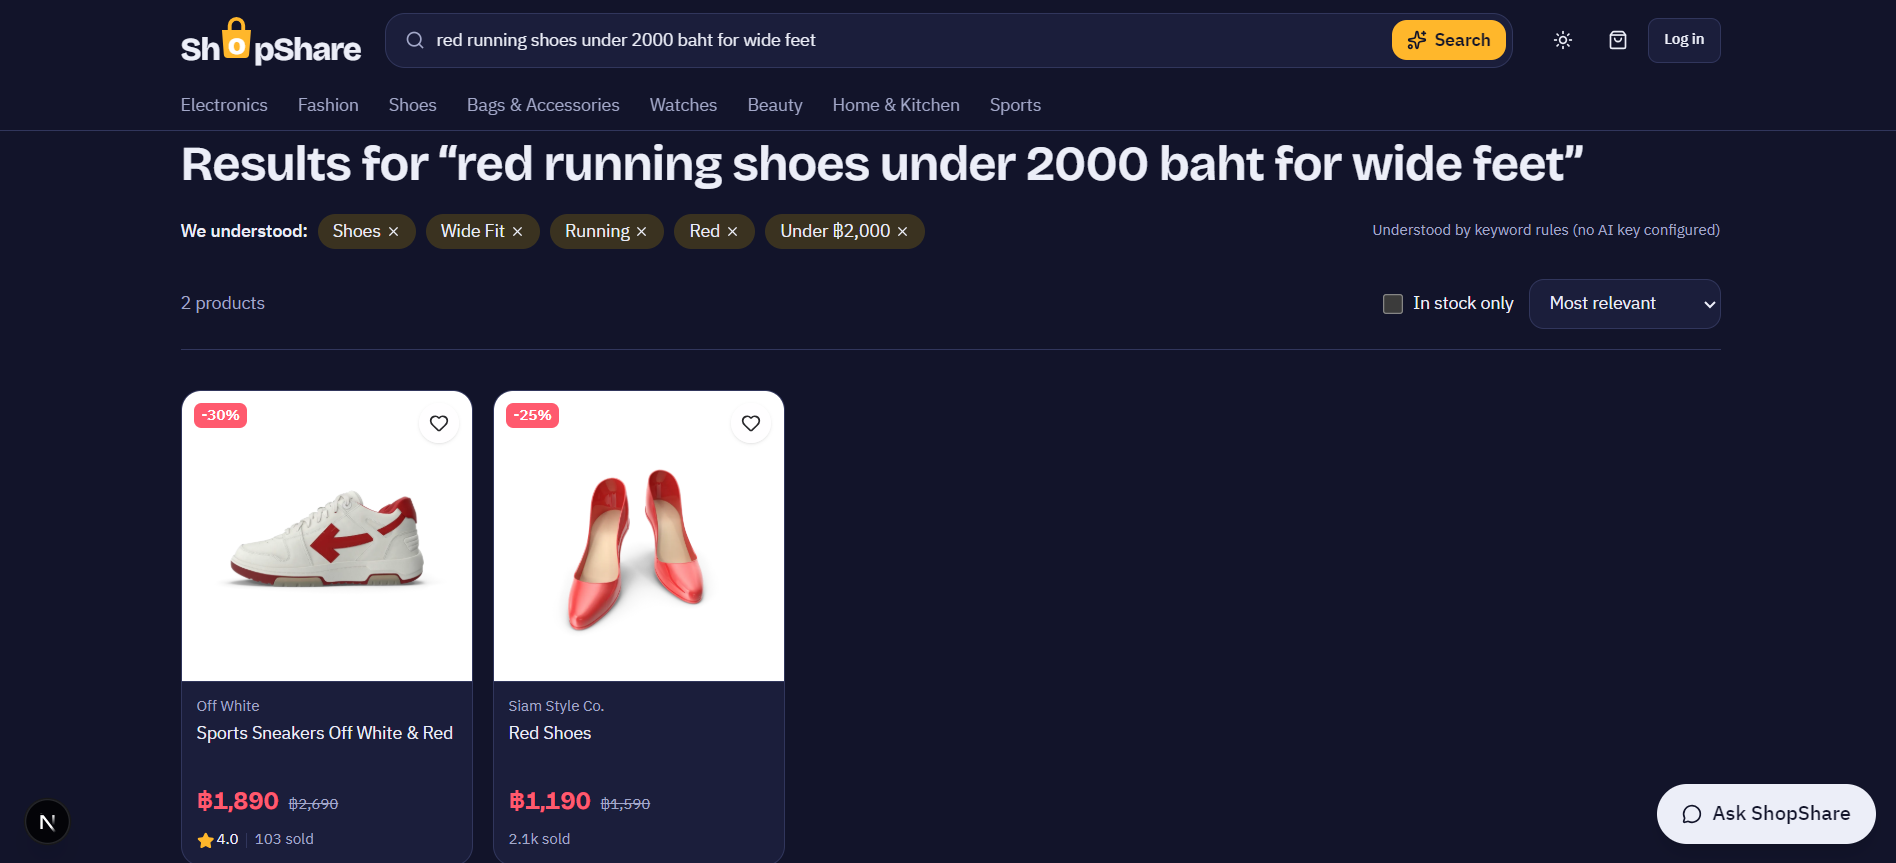 ShopShare
red running shoes under 2000 baht for wide feet
Search
Log in
Electronics Fashion Shoes Bags & Accessories Watches Beauty Home & Kitchen Sports
Results for “red running shoes under 2000 baht for wide feet”
We understood: Shoes × Wide Fit × Running × Red × Under ฿2,000 ×
Understood by keyword rules (no AI key configured)
2 products
In stock only
Most relevant
-30%
-25%
Off White
Sports Sneakers Off White & Red
฿1,890 ฿2,690
4.0 103 sold
Siam Style Co.
Red Shoes
฿1,190 ฿1,590
2.1k sold
N
Ask ShopShare